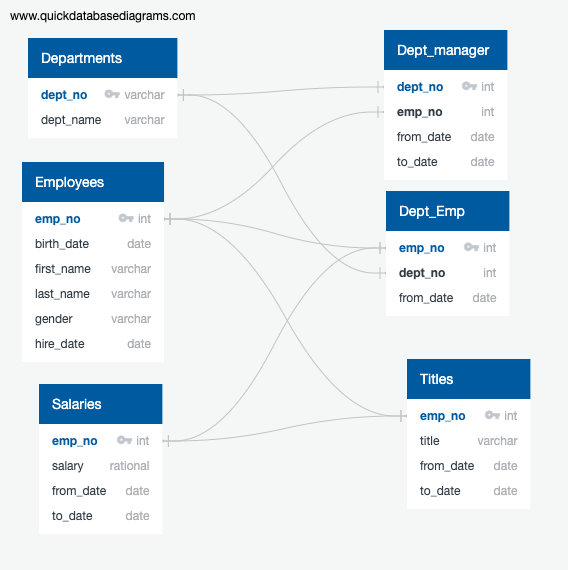 www.quickdatabasediagrams.com
Departments
dept_no varchar
dept_name varchar
Employees
emp_no int
birth_date date
first_name varchar
last_name varchar
gender varchar
hire_date date
Salaries
emp_no int
salary rational
from_date date
to_date date
Dept_manager
dept_no int
emp_no int
from_date date
to_date date
Dept_Emp
emp_no int
dept_no int
from_date date
Titles
emp_no int
title varchar
from_date date
to_date date